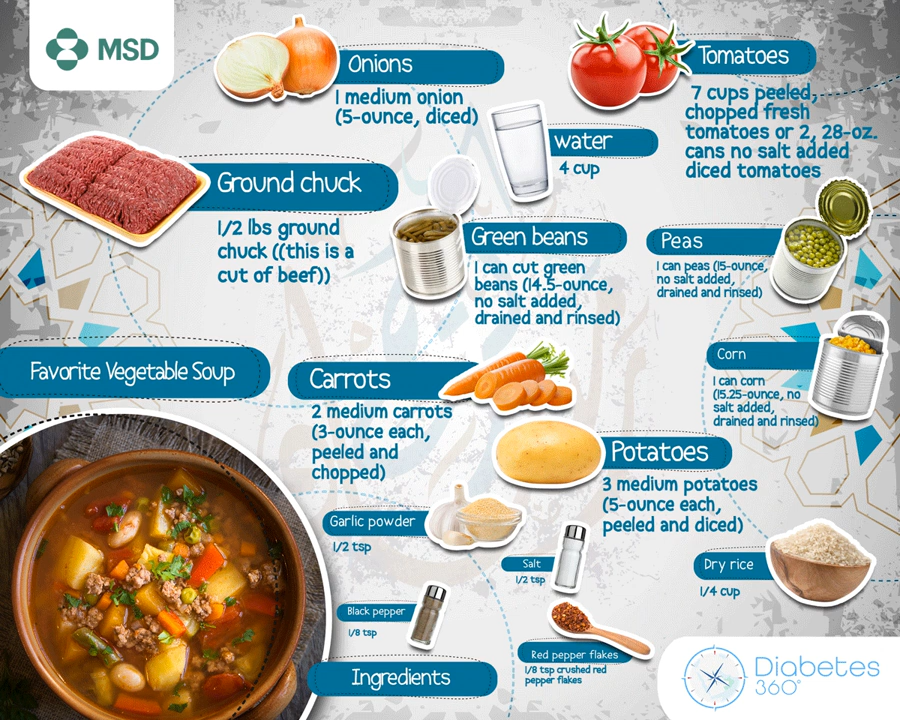 MSD
Onions
1 medium onion
(5-ounce, diced)
Tomatoes
7 cups peeled,
chopped fresh
tomatoes or 2, 28-oz.
cans no salt added
diced tomatoes
water
4 cup
Ground chuck
1/2 lbs ground
chuck ((this is a
cut of beef))
Green beans
1 can cut green
beans (14.5-ounce,
no salt added,
drained and rinsed)
Peas
1 can peas (15-ounce,
no salt added,
drained and rinsed)
Corn
1 can corn
(15.25-ounce, no
salt added,
drained and rinsed)
Favorite Vegetable Soup
Carrots
2 medium carrots
(3-ounce each,
peeled and
chopped)
Potatoes
3 medium potatoes
(5-ounce each,
peeled and diced)
Garlic powder
1/2 tsp
Salt
1/2 tsp
Dry rice
1/4 cup
Black pepper
1/8 tsp
Red pepper flakes
1/8 tsp crushed red
pepper flakes
Ingredients
Diabetes
360°